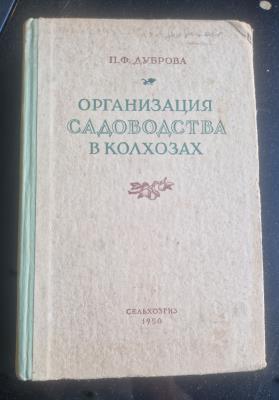 П.Ф. ДУБРОВА
ОРГАНИЗАЦИЯ
САДОВОДСТВА
В КОЛХОЗАХ
СЕЛЬХОЗГИЗ
1950